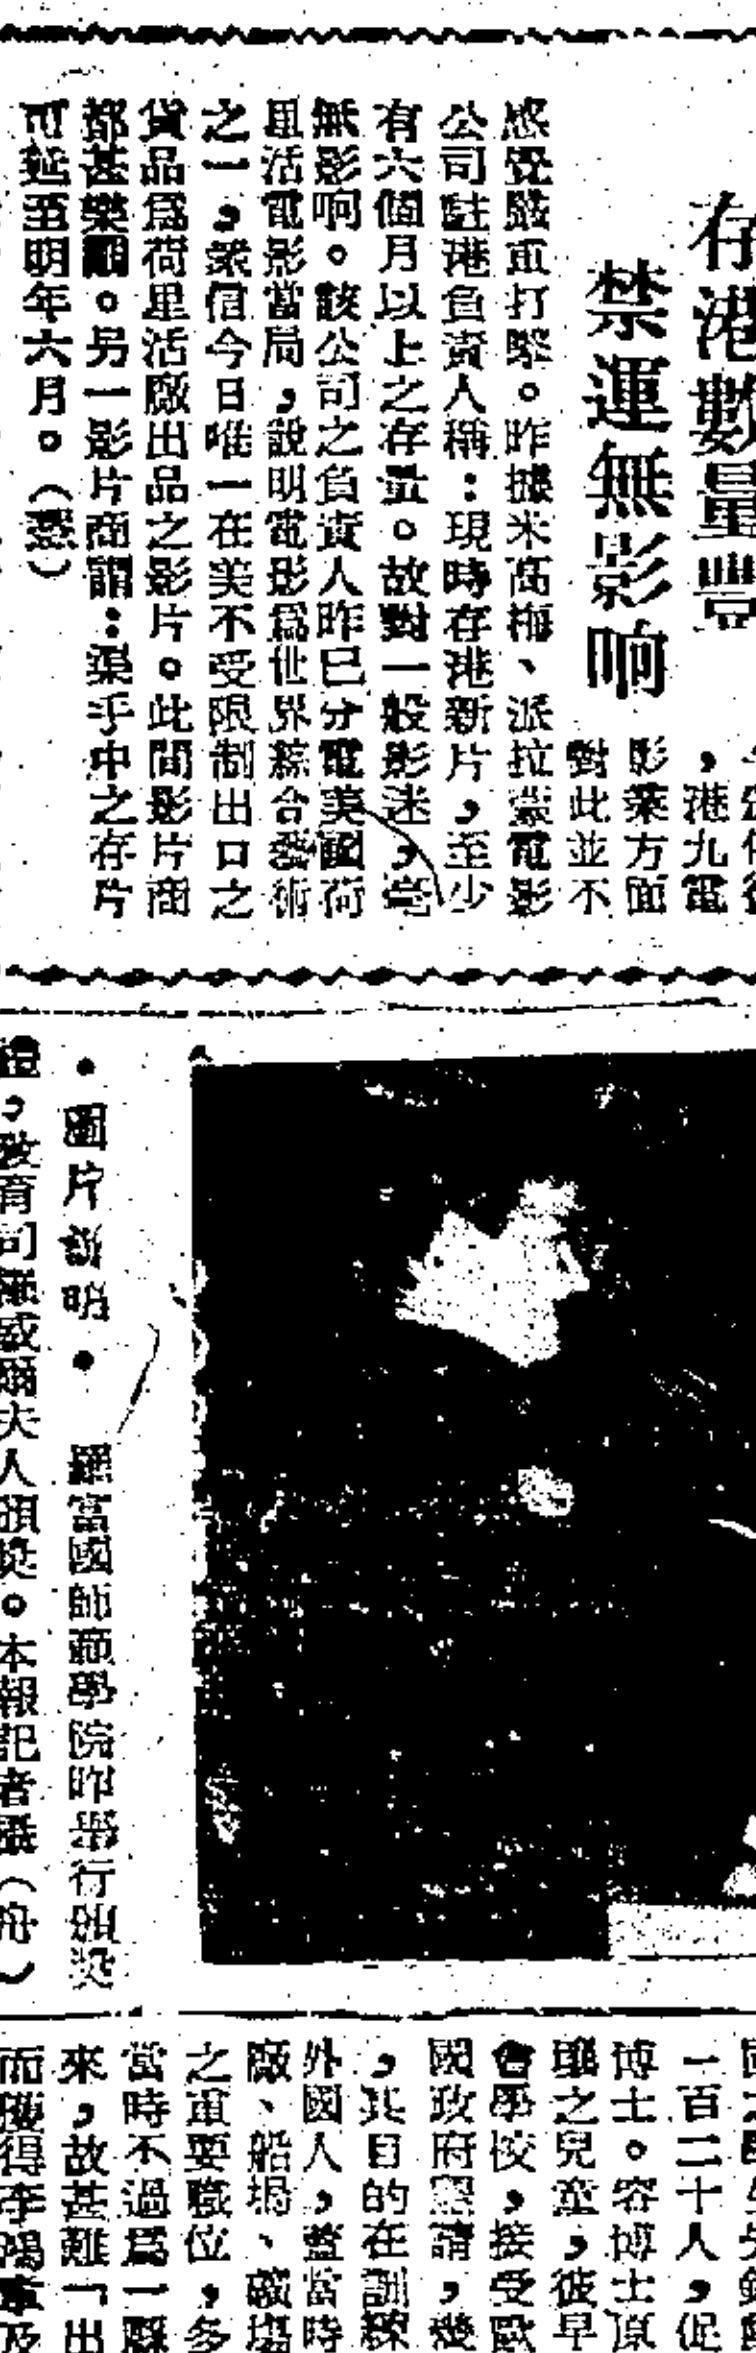 存港數量豐
禁運無影响
，港九電
影業方面
對此並不
感覺嚴重打擊。昨據米高梅、派拉蒙電影
公司駐港負責人稱：現時存港新片，至少
有六個月以上之存量。故對一般影迷，毫
無影响。該公司之負責人昨已分電美國荷
里活電影當局，說明電影爲世界綜合藝術
之一，深信今日唯一在美不受限制出口之
貨品爲荷里活廠出品之影片。此間影片商
都甚樂觀。另一影片商謂：渠手中之存片
可延至明年六月。（）
•圖片說明•　羅富國師範學院昨舉行頒獎
禮，教育司羅威爾夫人頒獎。本報記者攝（舟）
一百二十人，促
博士。容博士原
之兒童，彼早
會學校，接受歐
國政府懇請，幾
，其目的在訓練
外國人，蓋當時
廠、船塢、礦場
之重要職位，多
當時不過爲一縣
來，故甚難「出
而獲得李鴻章及